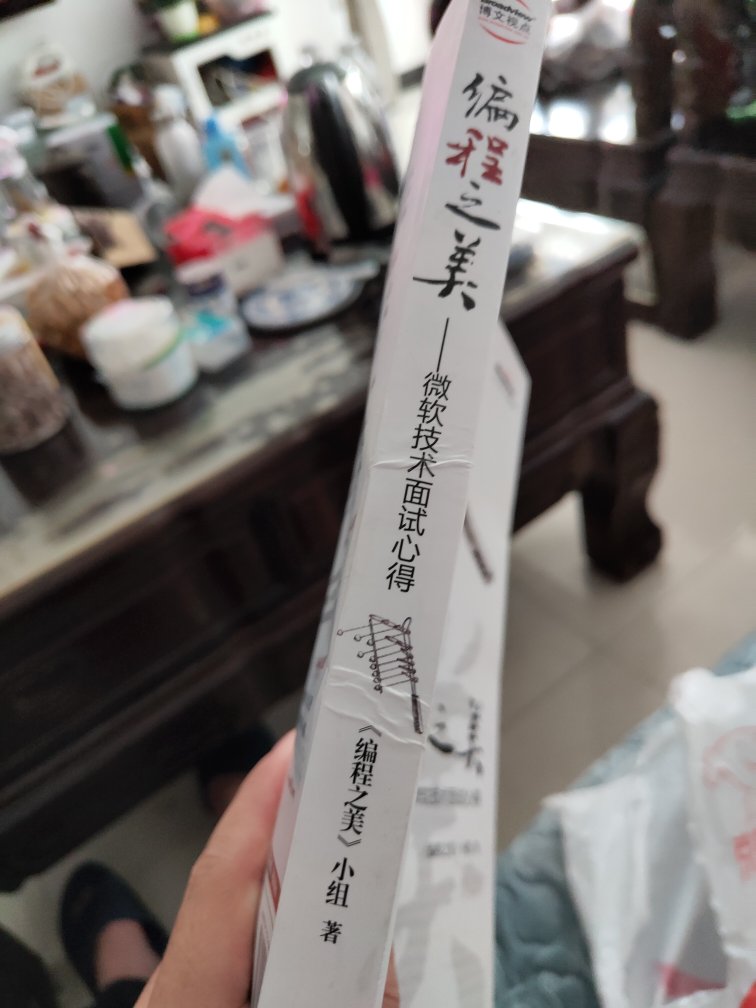 Broadview
博文视点
编程之美
——微软技术面试心得
《编程之美》小组 著